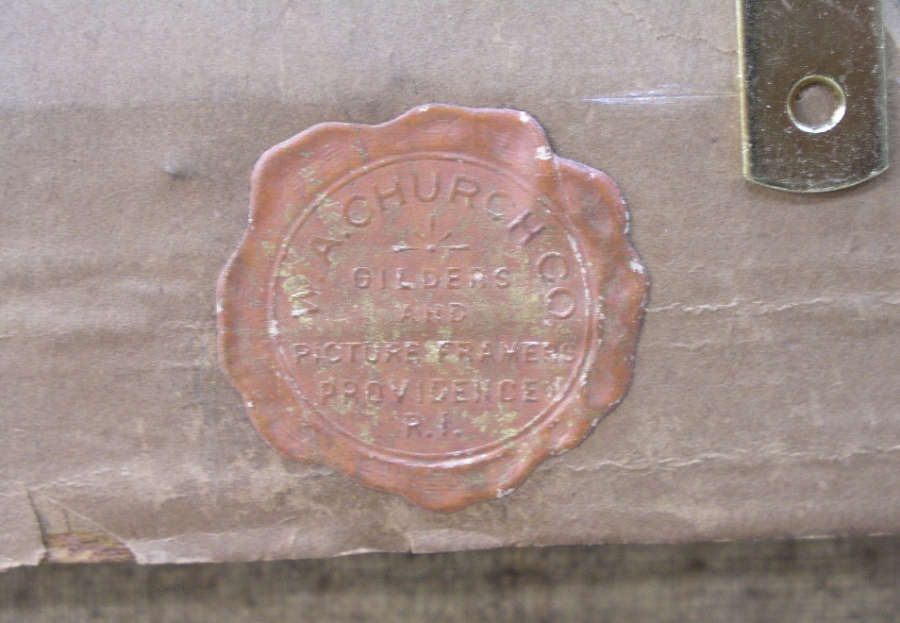 W. A. CHURCH CO
GILDERS
AND
PICTURE FRAMERS
PROVIDENCE
R.I.